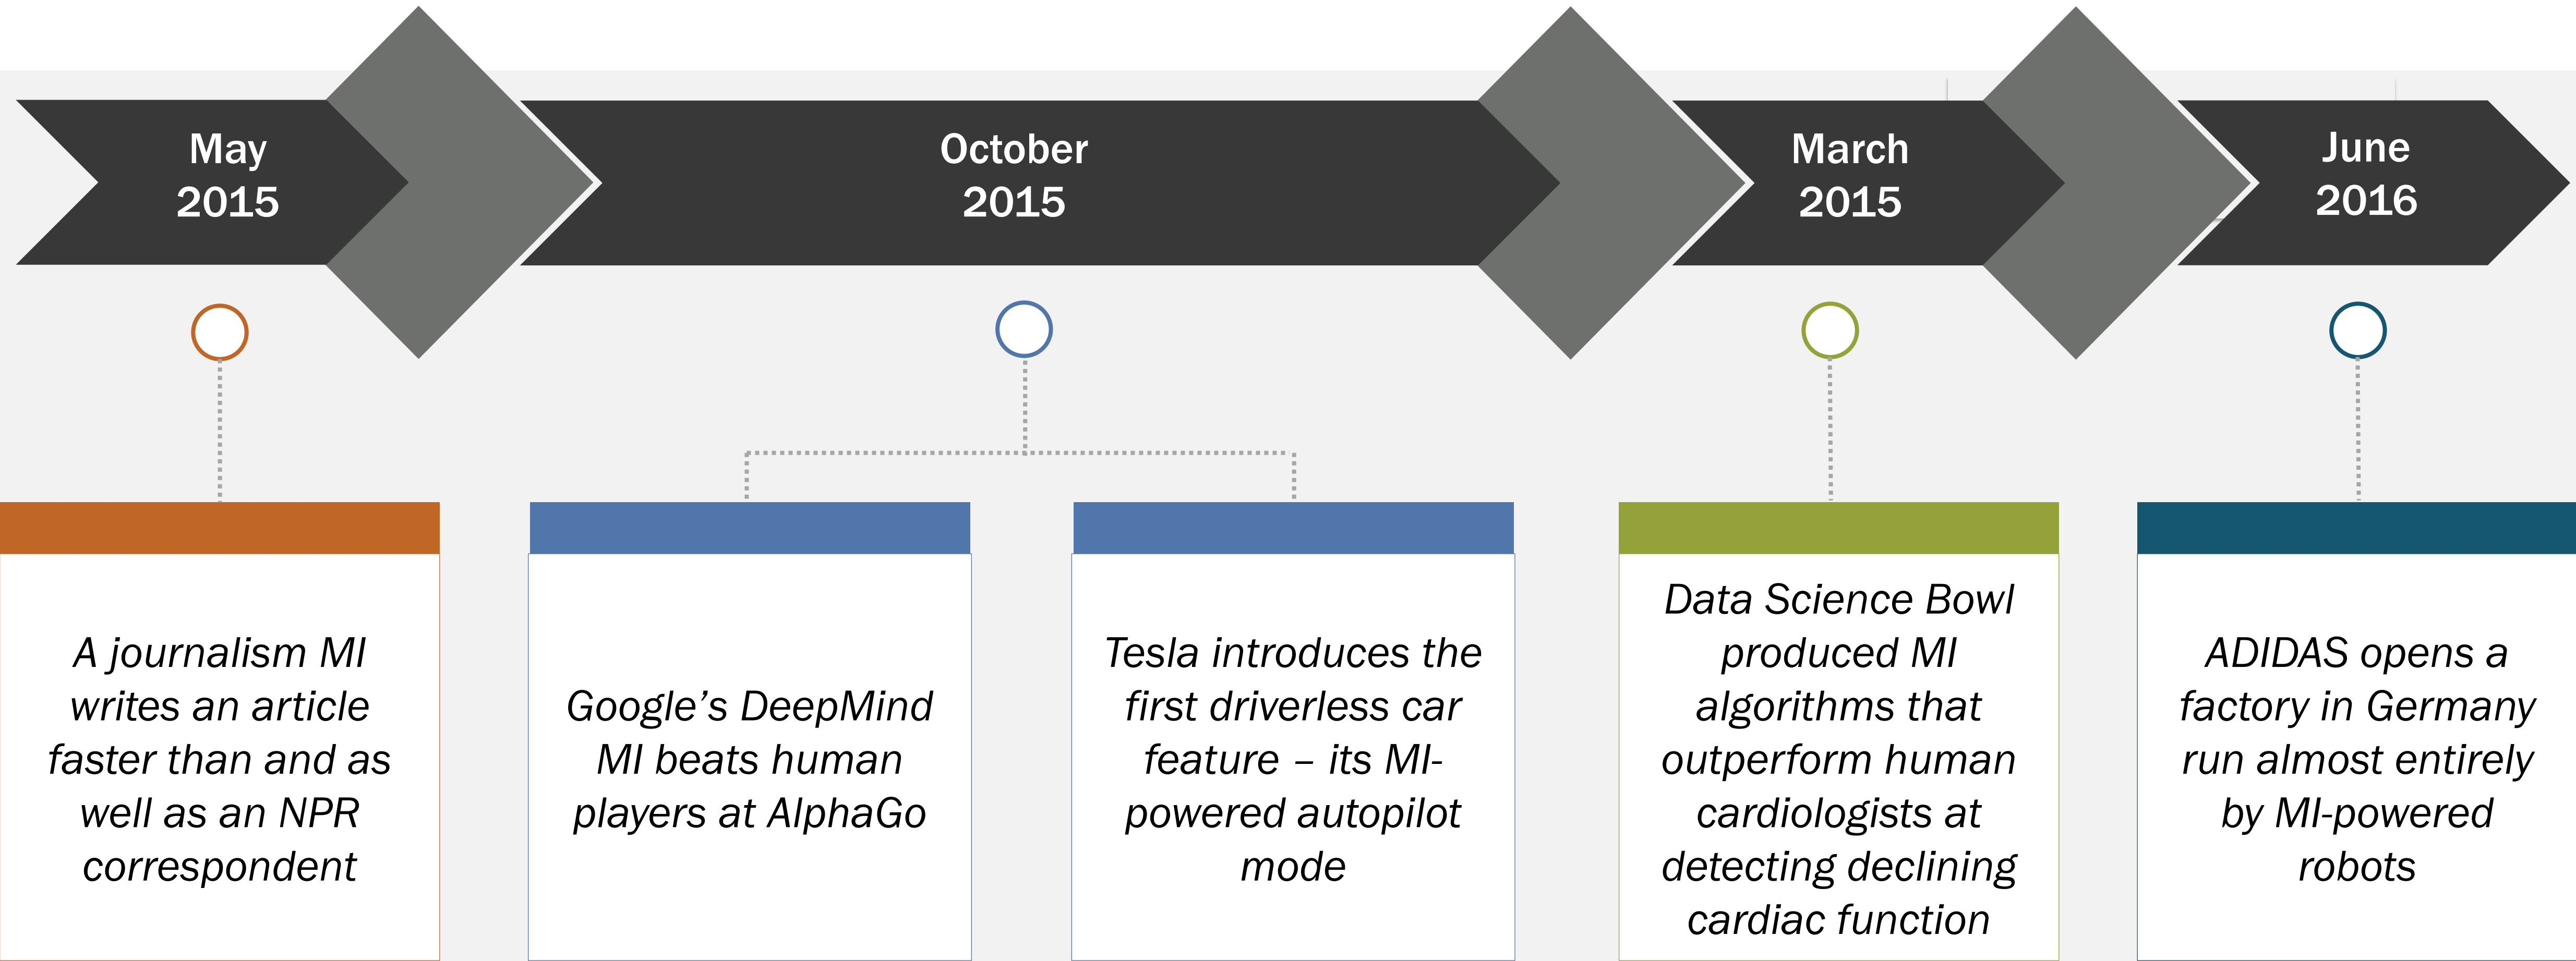 May
2015
October
2015
March
2015
June
2016
A journalism MI
writes an article
faster than and as
well as an NPR
correspondent
Google’s DeepMind
MI beats human
players at AlphaGo
Tesla introduces the
first driverless car
feature – its MI-
powered autopilot
mode
Data Science Bowl
produced MI
algorithms that
outperform human
cardiologists at
detecting declining
cardiac function
ADIDAS opens a
factory in Germany
run almost entirely
by MI-powered
robots